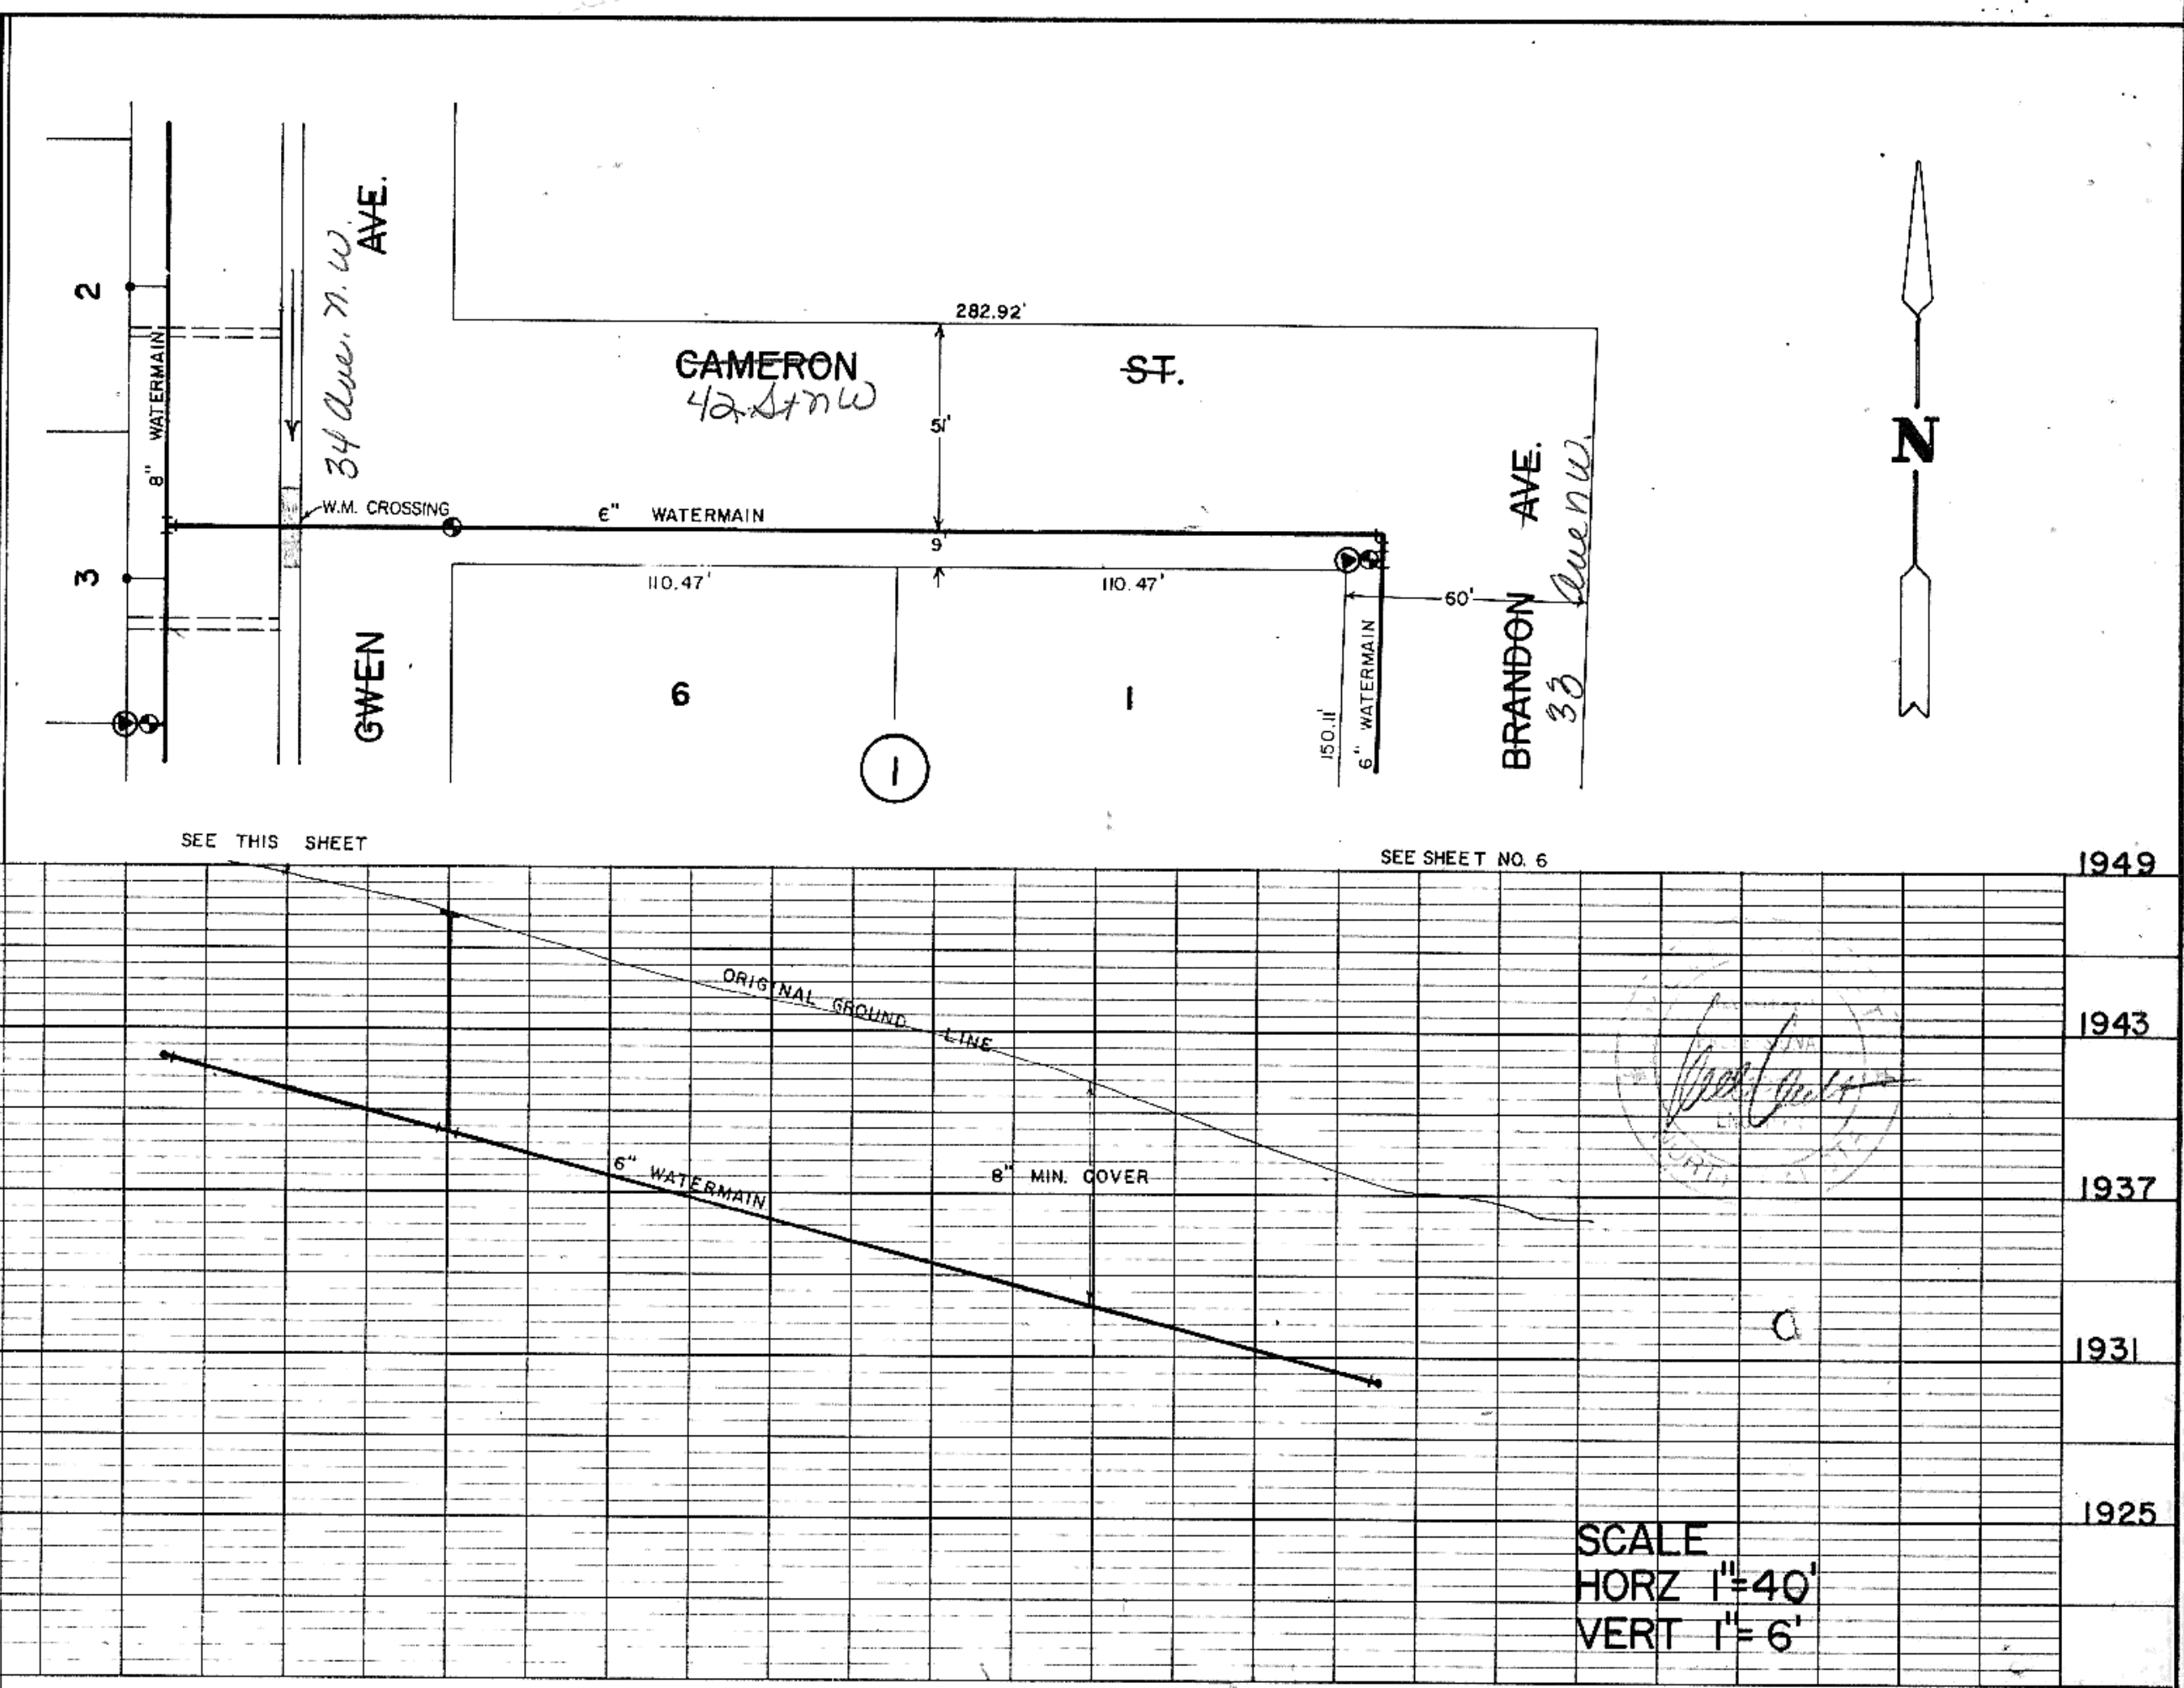 2
8" WATERMAIN
3
34 Ave. N.W.
AVE.
GWEN
W.M. CROSSING
282.92'
CAMERON ST.
42 St NW
51'
6" WATERMAIN
9'
110.47'
110.47'
6
1
1
150.11'
6" WATERMAIN
60'
BRANDON AVE.
33 Ave NW.
N
SEE THIS SHEET
SEE SHEET NO. 6
1949
ORIGINAL GROUND LINE
1943
6" WATERMAIN
8" MIN. COVER
1937
1931
1925
SCALE
HORZ 1"=40'
VERT 1"= 6'